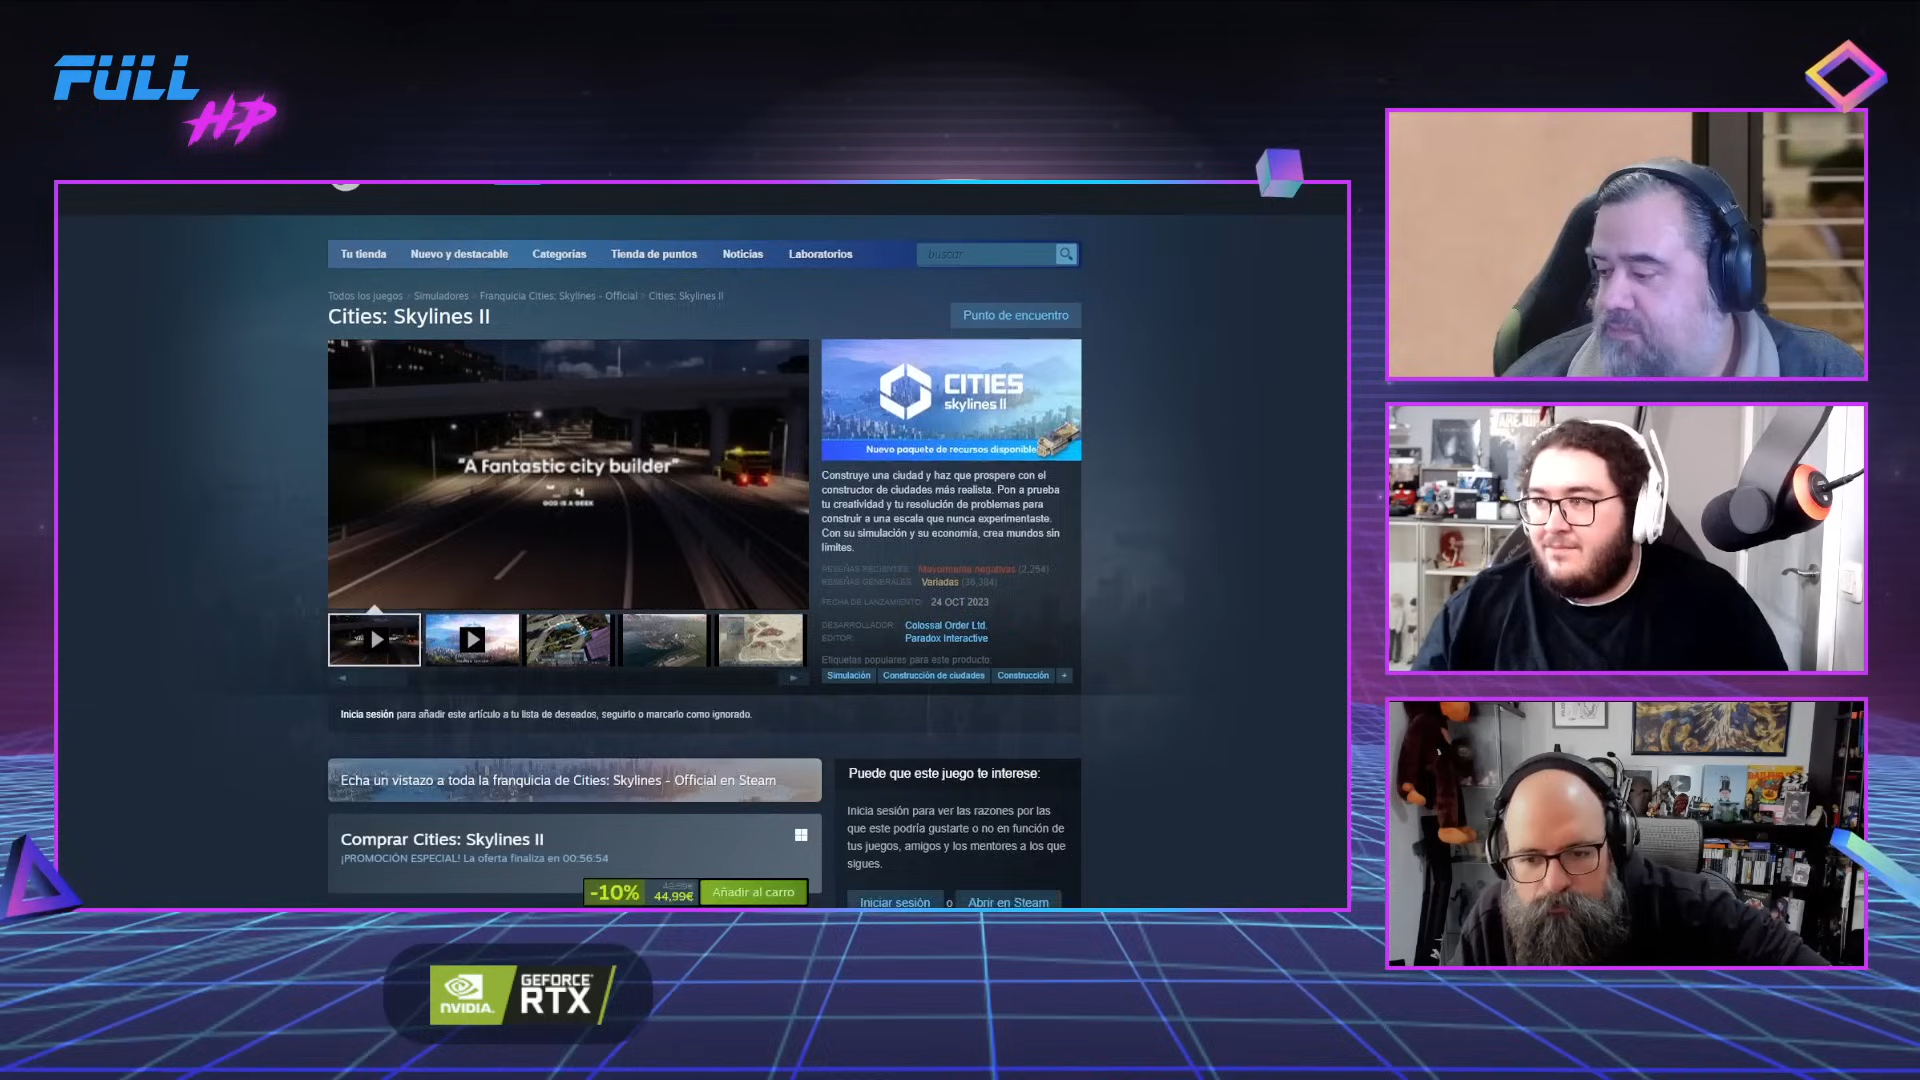 FULL
HP
Tu tienda Nuevo y destacable Categorías Tienda de puntos Noticias Laboratorios buscar
Todos los juegos > Simuladores > Franquicia Cities: Skylines - Official > Cities: Skylines II
Cities: Skylines II
Punto de encuentro
"A Fantastic city builder"
GOD IS A GEEK
CITIES
skylines II
Nuevo paquete de recursos disponible
Construye una ciudad y haz que prospere con el
constructor de ciudades más realista. Pon a prueba
tu creatividad y tu resolución de problemas para
construir a una escala que nunca experimentaste.
Con su simulación y su economía, crea mundos sin
límites.
RESEÑAS RECIENTES: Mayormente negativas (2,254)
RESEÑAS GENERALES: Variadas (36,384)
FECHA DE LANZAMIENTO: 24 OCT 2023
DESARROLLADOR: Colossal Order Ltd.
EDITOR: Paradox Interactive
Etiquetas populares para este producto:
Simulación Construcción de ciudades Construcción +
Inicia sesión para añadir este artículo a tu lista de deseados, seguirlo o marcarlo como ignorado.
Echa un vistazo a toda la franquicia de Cities: Skylines - Official en Steam
Comprar Cities: Skylines II
¡PROMOCIÓN ESPECIAL! La oferta finaliza en 00:56:54
-10% 44,99€ Añadir al carro
Puede que este juego te interese:
Inicia sesión para ver las razones por las
que este podría gustarte o no en función de
tus juegos, amigos y los mentores a los que
sigues.
Iniciar sesión o Abrir en Steam
NVIDIA.
GEFORCE
RTX